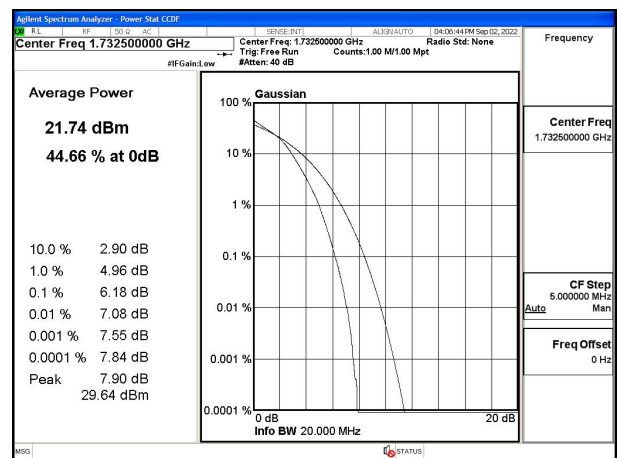 Agilent Spectrum Analyzer - Power Stat CCDF
LXI RL RF 50 Ω AC SENSE:INT ALIGN AUTO 04:06:44 PM Sep 02, 2022
Center Freq 1.732500000 GHz
Center Freq: 1.732500000 GHz Radio Std: None
Trig: Free Run Counts:1.00 M/1.00 Mpt
#IFGain:Low #Atten: 40 dB
Frequency
Average Power
21.74 dBm
44.66 % at 0dB
10.0 % 2.90 dB
1.0 % 4.96 dB
0.1 % 6.18 dB
0.01 % 7.08 dB
0.001 % 7.55 dB
0.0001 % 7.84 dB
Peak 7.90 dB
29.64 dBm
Gaussian
100 %
10 %
1 %
0.1 %
0.01 %
0.001 %
0.0001 %
0 dB 20 dB
Info BW 20.000 MHz
Center Freq
1.732500000 GHz
CF Step
5.000000 MHz
Auto Man
Freq Offset
0 Hz
MSG STATUS